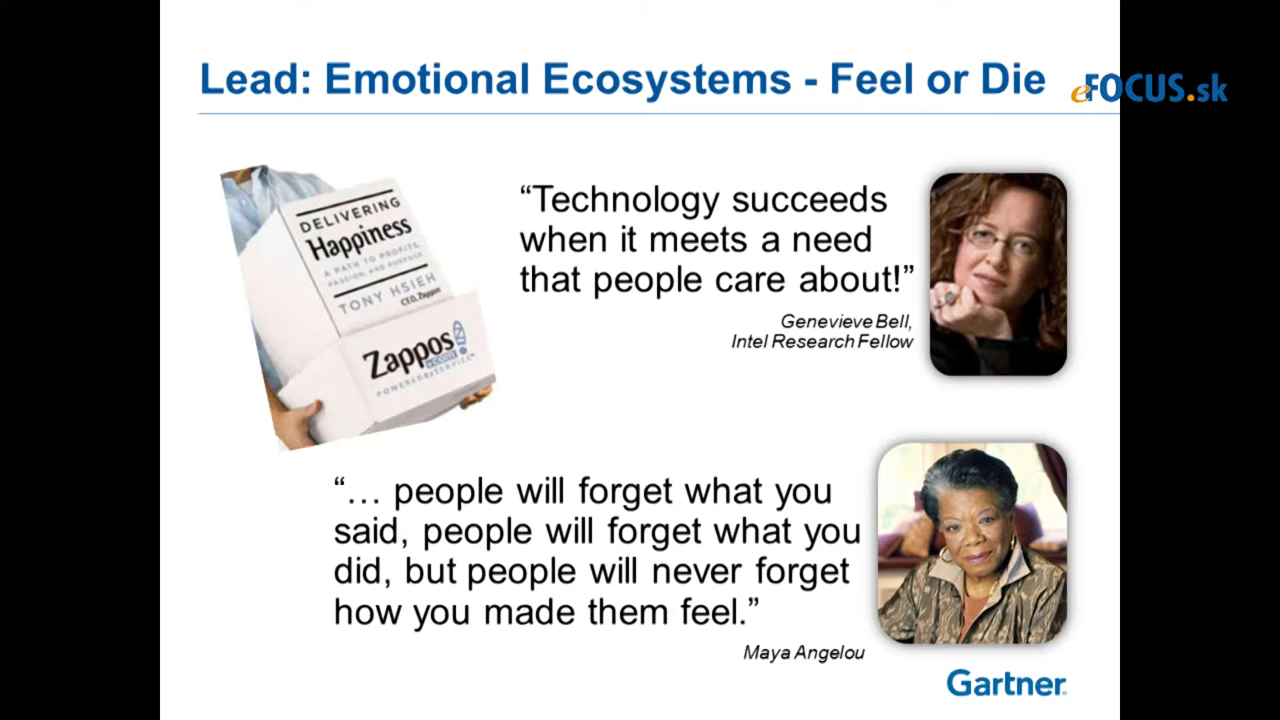 Lead: Emotional Ecosystems - Feel or Die
eFOCUS.sk
DELIVERING
Happiness
A PATH TO PROFITS,
PASSION, AND PURPOSE
TONY HSIEH
CEO, Zappos
Zappos
.com
POWERED by SERVICE™
“Technology succeeds
when it meets a need
that people care about!”
Genevieve Bell,
Intel Research Fellow
“… people will forget what you
said, people will forget what you
did, but people will never forget
how you made them feel.”
Maya Angelou
Gartner